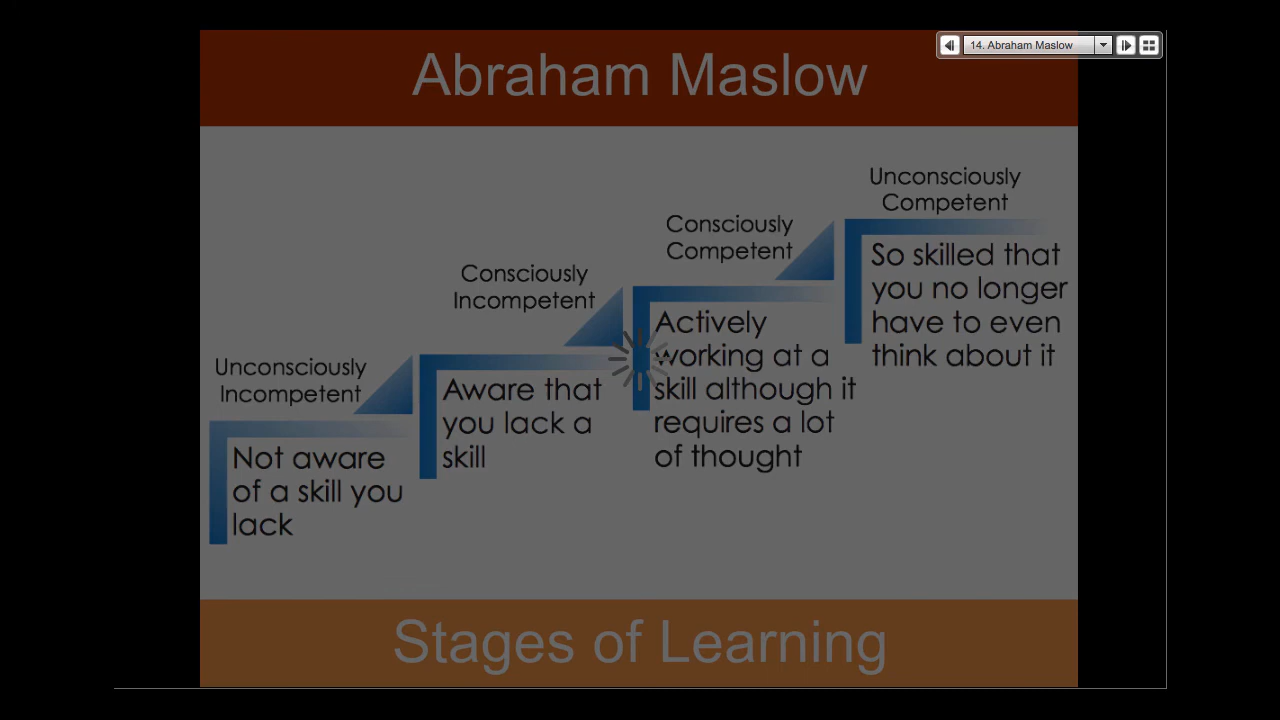 14. Abraham Maslow
Abraham Maslow
Unconsciously
Incompetent
Not aware
of a skill you
lack
Consciously
Incompetent
Aware that
you lack a
skill
Consciously
Competent
Actively
working at a
skill although it
requires a lot
of thought
Unconsciously
Competent
So skilled that
you no longer
have to even
think about it
Stages of Learning